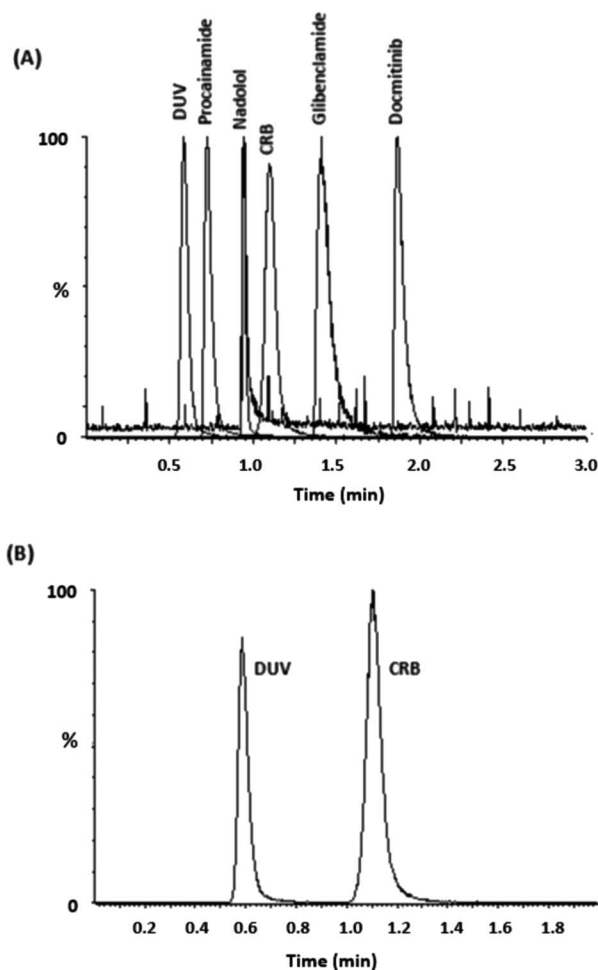 (A)
DUV
Procainamide
Nadolol
CRB
Glibenclamide
Docmitinib
100
%
0
0.5 1.0 1.5 2.0 2.5 3.0
Time (min)
(B)
100
DUV CRB
%
0
0.2 0.4 0.6 0.8 1.0 1.2 1.4 1.6 1.8
Time (min)